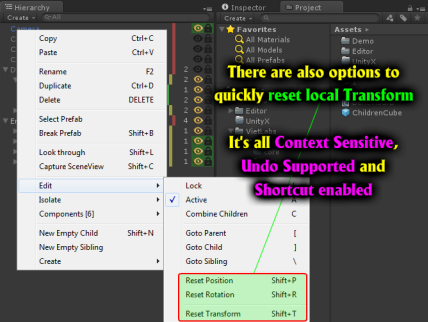 Hierarchy
Create
All
Inspector
Project
Create
Favorites
All Materials
All Models
All Prefabs
Assets
Demo
Editor
Editor
UnityX
ChildrenCube
Copy Ctrl+C
Paste Ctrl+V
Rename F2
Duplicate Ctrl+D
Delete DELETE
Select Prefab
Break Prefab Shift+B
Look through Shift+L
Capture SceneView Shift+C
Edit
Isolate
Components [6]
New Empty Child Shift+N
New Empty Sibling
Create
Lock
Active A
Combine Children C
Goto Parent [
Goto Child ]
Goto Sibling \
Reset Position Shift+P
Reset Rotation Shift+R
Reset Transform Shift+T
There are also options to
quickly reset local Transform
It's all Context Sensitive,
Undo Supported and
Shortcut enabled